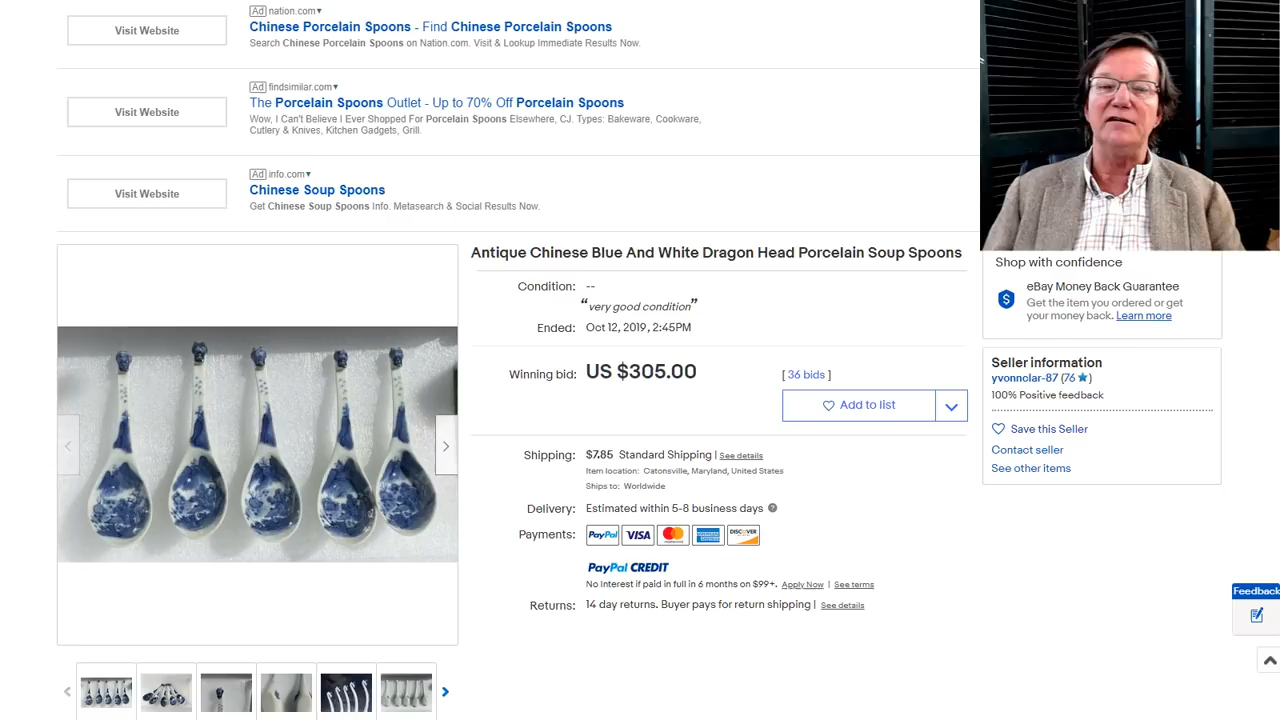 Visit Website
Ad nation.com▾
Chinese Porcelain Spoons - Find Chinese Porcelain Spoons
Search Chinese Porcelain Spoons on Nation.com. Visit & Lookup Immediate Results Now.
Visit Website
Ad findsimilar.com▾
The Porcelain Spoons Outlet - Up to 70% Off Porcelain Spoons
Wow, I Can't Believe I Ever Shopped For Porcelain Spoons Elsewhere, CJ. Types: Bakeware, Cookware,
Cutlery & Knives, Kitchen Gadgets, Grill.
Visit Website
Ad info.com▾
Chinese Soup Spoons
Get Chinese Soup Spoons Info. Metasearch & Social Results Now.
Antique Chinese Blue And White Dragon Head Porcelain Soup Spoons
Condition: --
“very good condition”
Ended: Oct 12, 2019, 2:45PM
Winning bid: US $305.00 [ 36 bids ]
Add to list
Shipping: $7.85 Standard Shipping | See details
Item location: Catonsville, Maryland, United States
Ships to: Worldwide
Delivery: Estimated within 5-8 business days ?
Payments: PayPal VISA MasterCard AMERICAN EXPRESS DISCOVER
PayPal CREDIT
No Interest if paid in full in 6 months on $99+. Apply Now | See terms
Returns: 14 day returns. Buyer pays for return shipping | See details
Shop with confidence
$ eBay Money Back Guarantee
Get the item you ordered or get
your money back. Learn more
Seller information
yvonnolar-87 (76 ★)
100% Positive feedback
Save this Seller
Contact seller
See other items
Feedback